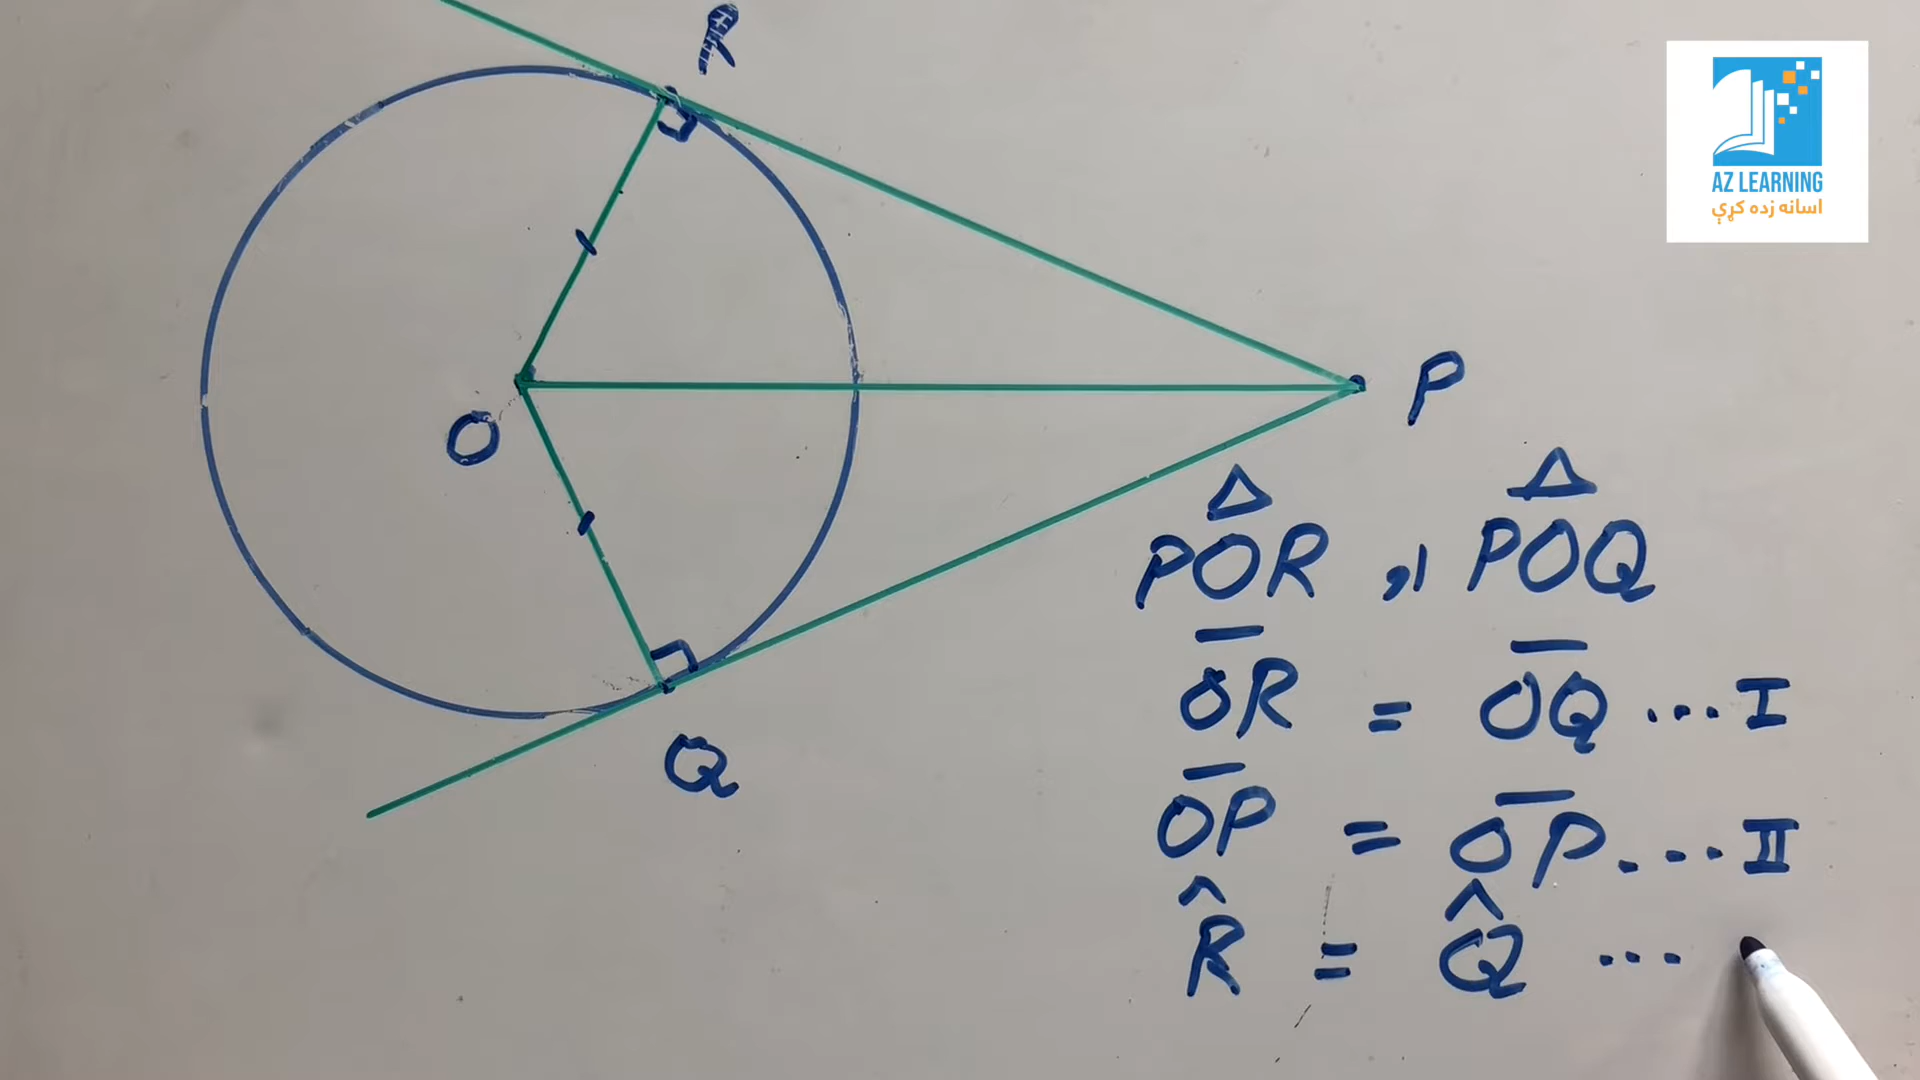 R
AZ LEARNING
اسانه زده کړې
O
P
Δ Δ
POR , او POQ
OR = OQ ... I
OP = OP ... II
R̂ = Q̂ ...
Q